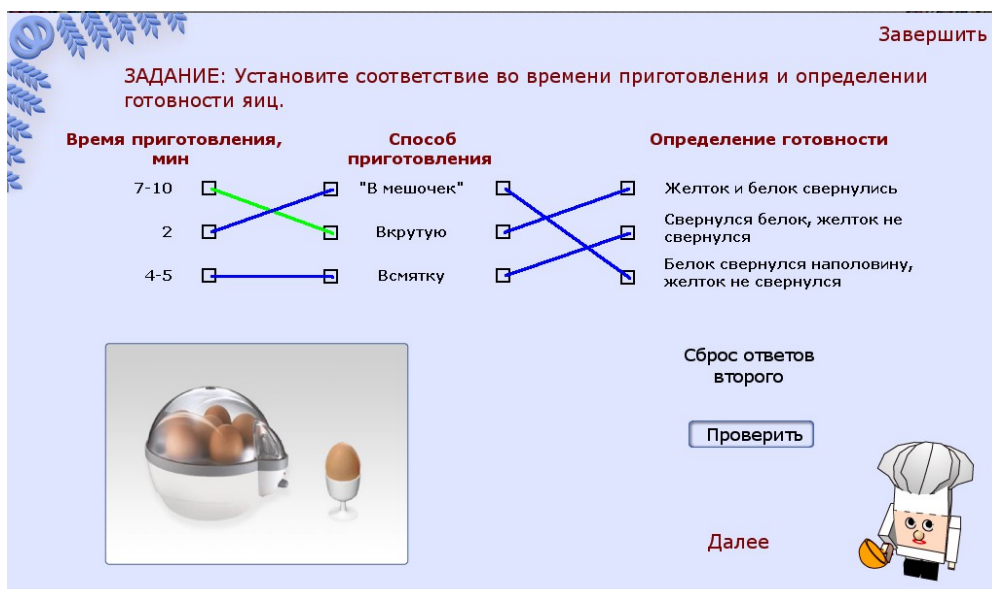 Завершить
ЗАДАНИЕ: Установите соответствие во времени приготовления и определении
готовности яиц.
Время приготовления,
мин
Способ
приготовления
Определение готовности
7-10
"В мешочек"
Желток и белок свернулись
2
Вкрутую
Свернулся белок, желток не
свернулся
4-5
Всмятку
Белок свернулся наполовину,
желток не свернулся
Сброс ответов
второго
Проверить
Далее